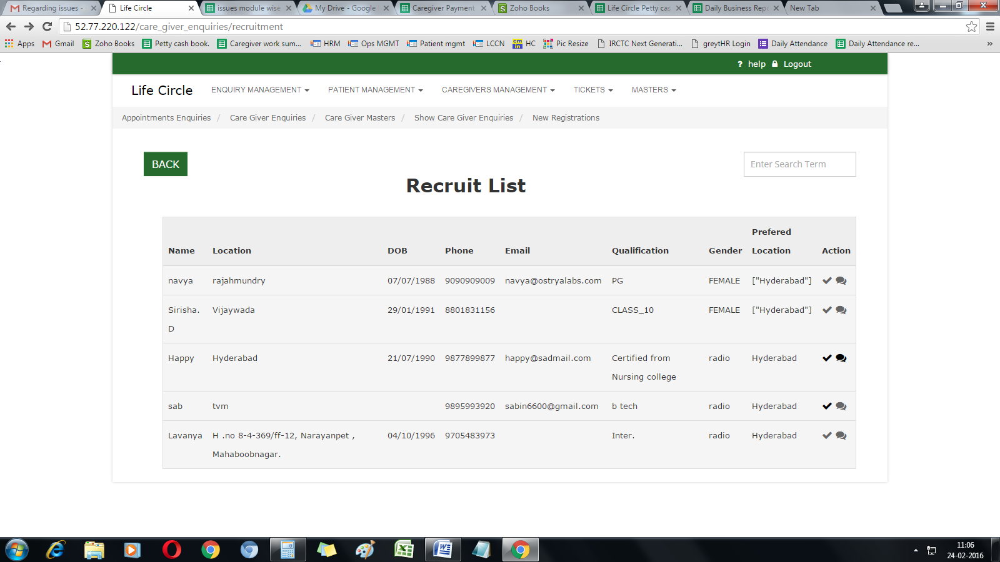 Regarding issues -
Life Circle
issues module wise
My Drive - Google
Caregiver Payment
Zoho Books
Life Circle Petty cas
Daily Business Repo
New Tab
52.77.220.122/care_giver_enquiries/recruitment
Apps
Gmail
Zoho Books
Petty cash book.
Caregiver work sum...
HRM
Ops MGMT
Patient mgmt
LCCN
HC
Pic Resize
IRCTC Next Generati...
greytHR Login
Daily Attendance
Daily Attendance re...
»
? help Logout
Life Circle ENQUIRY MANAGEMENT PATIENT MANAGEMENT CAREGIVERS MANAGEMENT TICKETS MASTERS
Appointments Enquiries / Care Giver Enquiries / Care Giver Masters / Show Care Giver Enquiries / New Registrations
BACK
Enter Search Term
Recruit List
Name Location DOB Phone Email Qualification Gender Prefered Location Action
navya rajahmundry 07/07/1988 9090909009 navya@ostryalabs.com PG FEMALE ["Hyderabad"]
Sirisha. Vijaywada 29/01/1991 8801831156 CLASS_10 FEMALE ["Hyderabad"]
D
Happy Hyderabad 21/07/1990 9877899877 happy@sadmail.com Certified from radio Hyderabad
Nursing college
sab tvm 9895993920 sabin6600@gmail.com b tech radio Hyderabad
Lavanya H .no 8-4-369/ff-12, Narayanpet , 04/10/1996 9705483973 Inter. radio Hyderabad
Mahaboobnagar.
11:06
24-02-2016